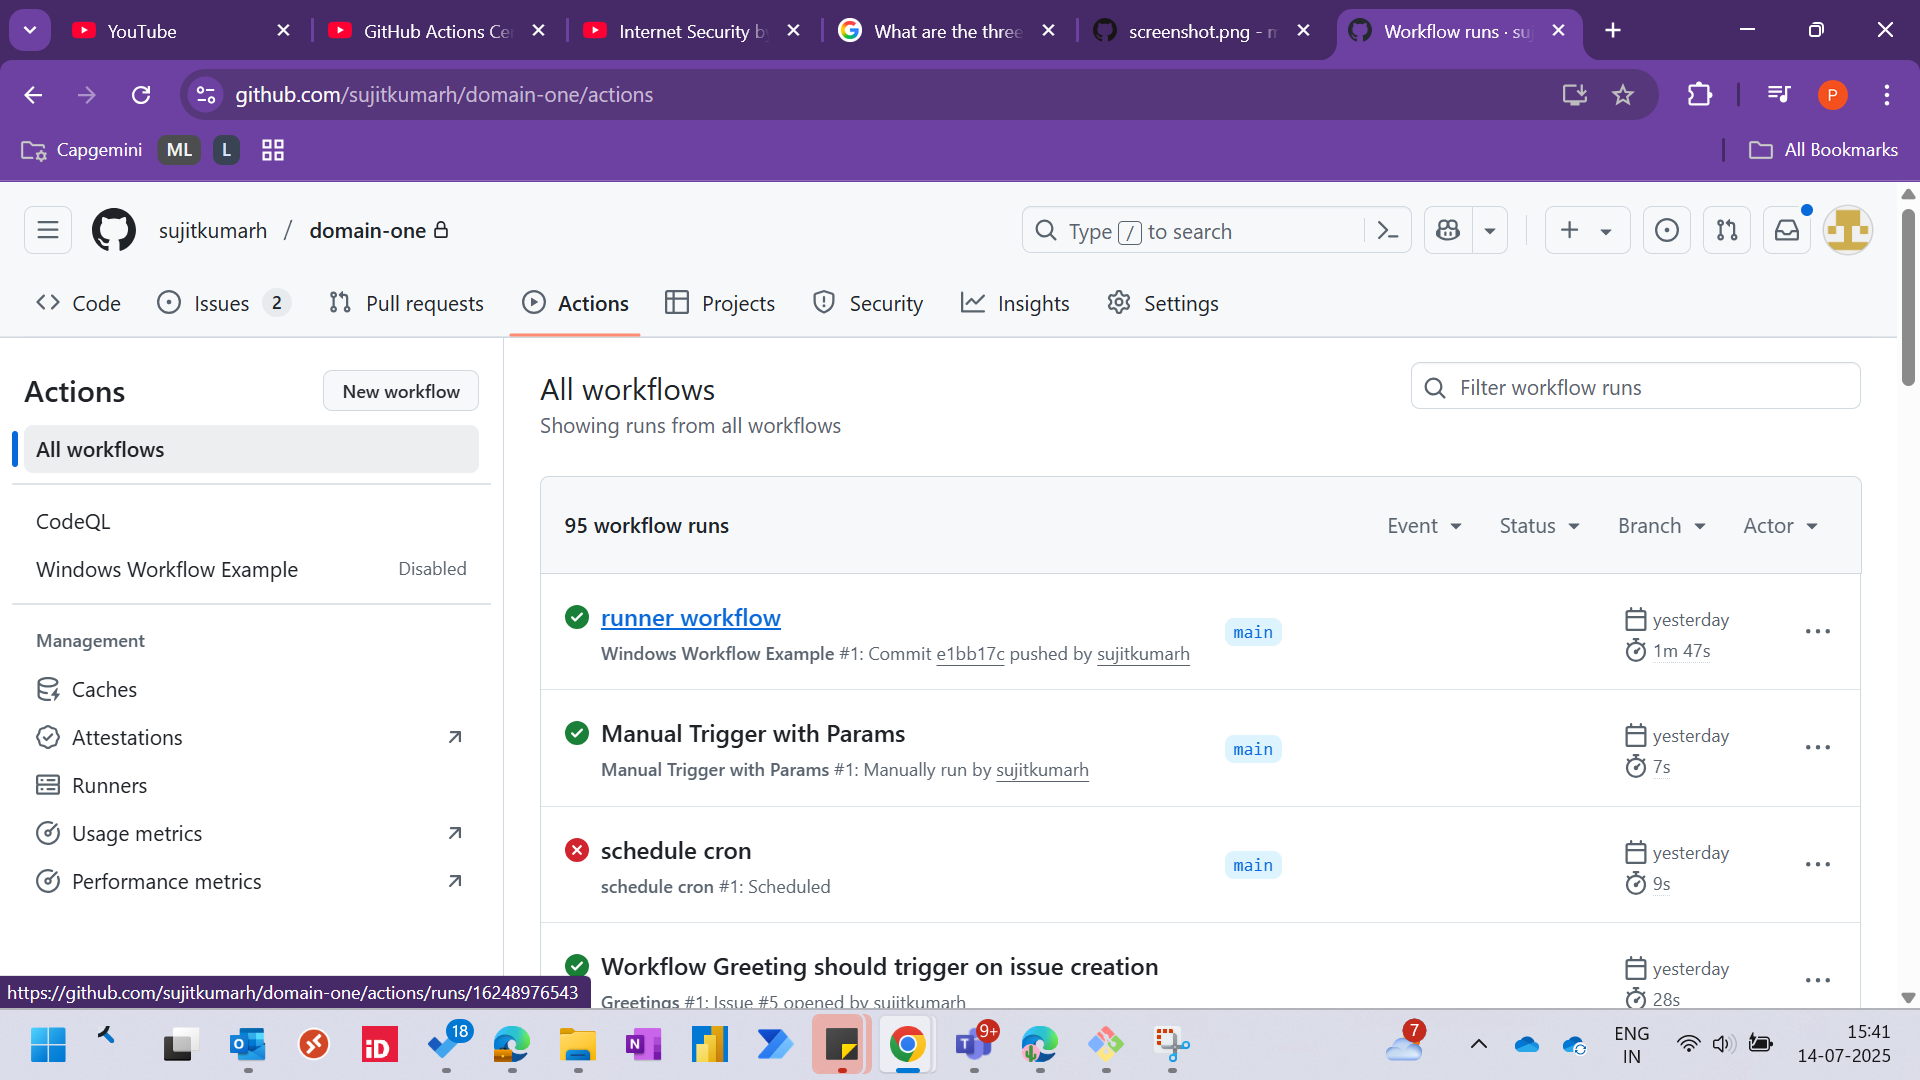 YouTube
GitHub Actions Ce
Internet Security b
What are the three
screenshot.png - m
Workflow runs · suj
github.com/sujitkumarh/domain-one/actions
P
Capgemini
ML
L
All Bookmarks
sujitkumarh / domain-one
Type / to search
Code
Issues 2
Pull requests
Actions
Projects
Security
Insights
Settings
Actions
New workflow
All workflows
CodeQL
Windows Workflow Example Disabled
Management
Caches
Attestations
Runners
Usage metrics
Performance metrics
All workflows
Showing runs from all workflows
Filter workflow runs
95 workflow runs
Event
Status
Branch
Actor
runner workflow
Windows Workflow Example #1: Commit e1bb17c pushed by sujitkumarh
main
yesterday
1m 47s
Manual Trigger with Params
Manual Trigger with Params #1: Manually run by sujitkumarh
main
yesterday
7s
schedule cron
schedule cron #1: Scheduled
main
yesterday
9s
Workflow Greeting should trigger on issue creation
Greetings #1: Issue #5 opened by sujitkumarh
yesterday
28s
https://github.com/sujitkumarh/domain-one/actions/runs/16248976543
iD
18
9+
7
ENG
IN
15:41
14-07-2025